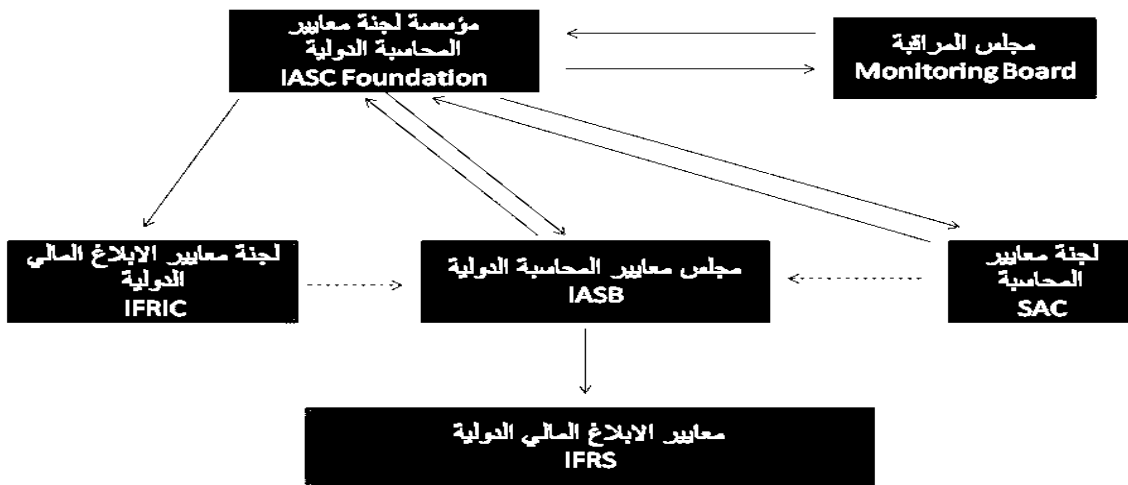 مؤسسة لجنة معايير
المحاسبة الدولية
IASC Foundation
مجلس المراقبة
Monitoring Board
لجنة معايير الابلاغ المالي
الدولية
IFRIC
مجلس معايير المحاسبة الدولية
IASB
لجنة معايير
المحاسبة
SAC
معايير الابلاغ المالي الدولية
IFRS